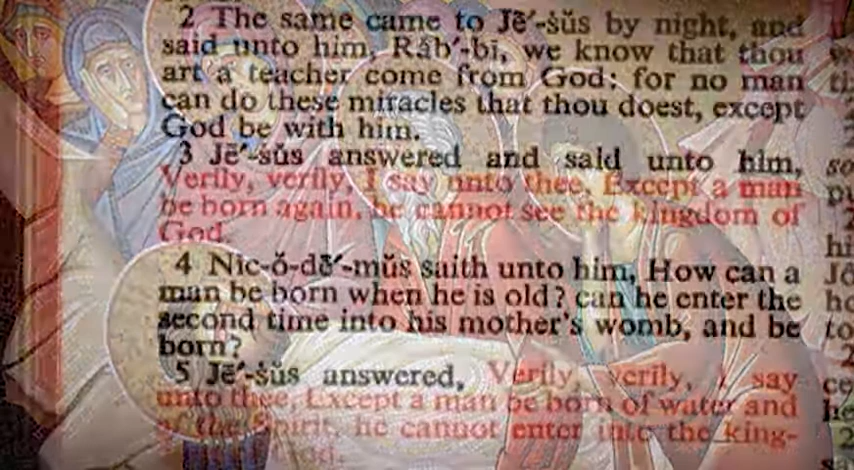 2 The same came to Jē′-ṡŭs by night, and
said unto him, Răb′-bī, we know that thou
art a teacher come from God: for no man
can do these miracles that thou doest, except
God be with him.
3 Jē′-ṡŭs answered and said unto him,
Verily, verily, I say unto thee, Except a man
be born again, he cannot see the kingdom of
God.
4 Nĭc-ŏ-dē′-mŭs saith unto him, How can a
man be born when he is old? can he enter the
second time into his mother's womb, and be
born?
5 Jē′-ṡŭs answered, Verily, verily, I say
unto thee, Except a man be born of water and
of the Spirit, he cannot enter into the king-